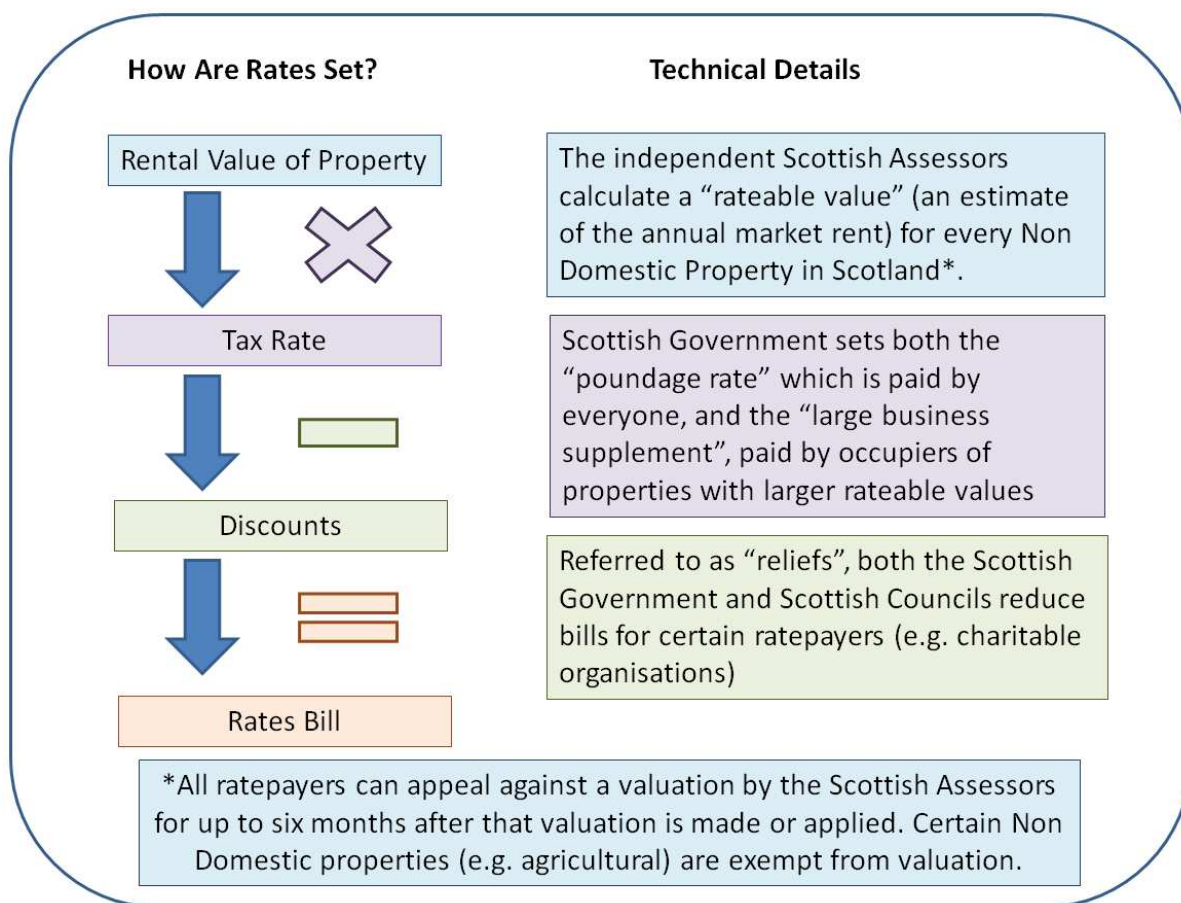 How Are Rates Set?
Technical Details
Rental Value of Property
Tax Rate
Discounts
Rates Bill
The independent Scottish Assessors
calculate a “rateable value” (an estimate
of the annual market rent) for every Non
Domestic Property in Scotland*.
Scottish Government sets both the
“poundage rate” which is paid by
everyone, and the “large business
supplement”, paid by occupiers of
properties with larger rateable values
Referred to as “reliefs”, both the Scottish
Government and Scottish Councils reduce
bills for certain ratepayers (e.g. charitable
organisations)
*All ratepayers can appeal against a valuation by the Scottish Assessors
for up to six months after that valuation is made or applied. Certain Non
Domestic properties (e.g. agricultural) are exempt from valuation.